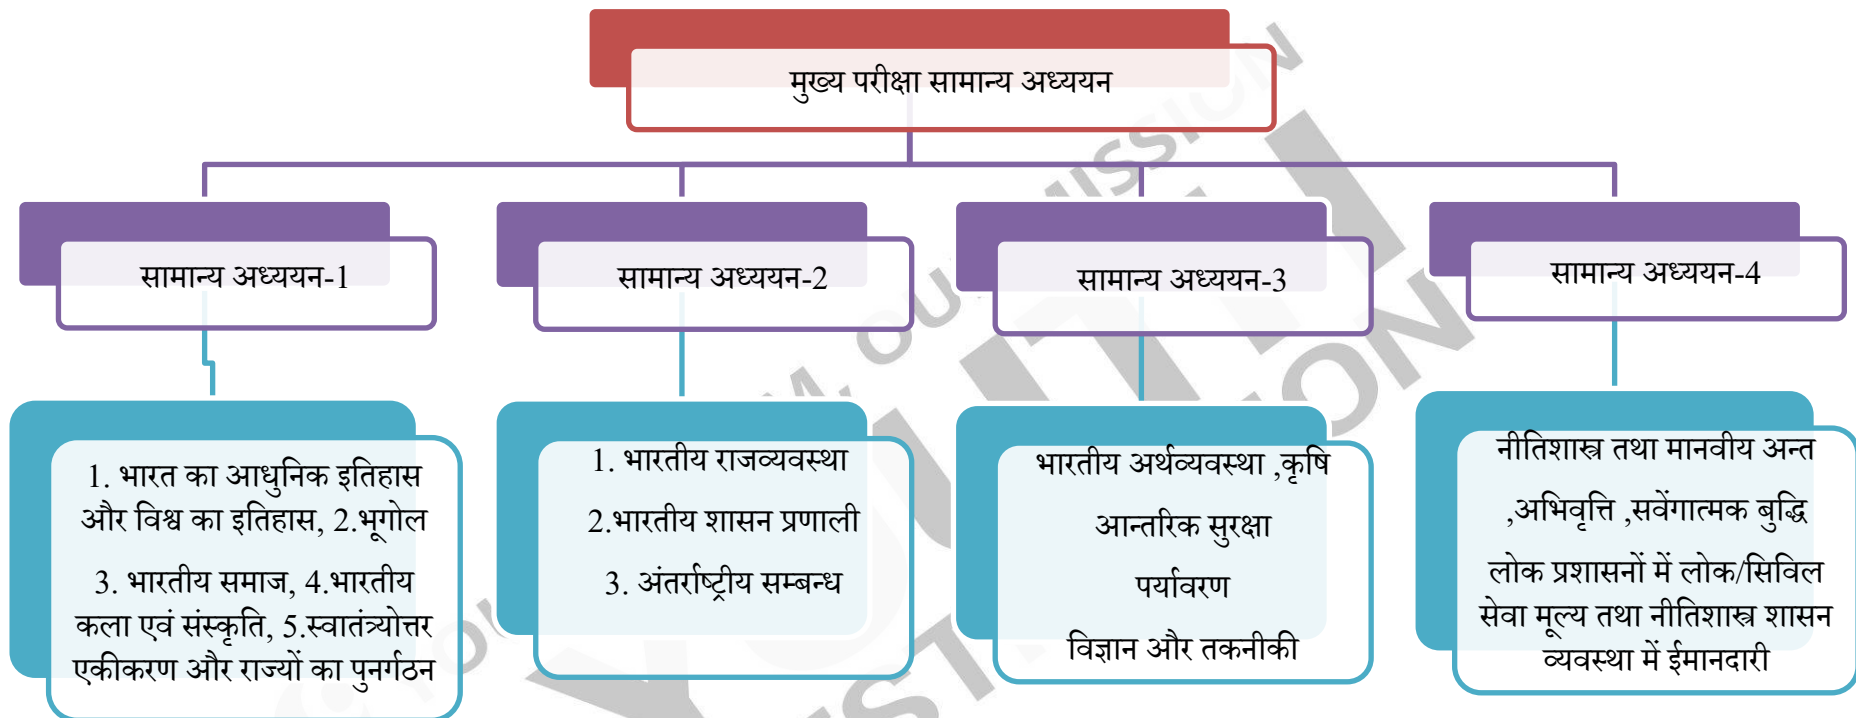 मुख्य परीक्षा सामान्य अध्ययन
सामान्य अध्ययन-1
सामान्य अध्ययन-2
सामान्य अध्ययन-3
सामान्य अध्ययन-4
1. भारत का आधुनिक इतिहास
और विश्व का इतिहास, 2.भूगोल
3. भारतीय समाज, 4.भारतीय
कला एवं संस्कृति, 5.स्वातंत्र्योत्तर
एकीकरण और राज्यों का पुनर्गठन
1. भारतीय राजव्यवस्था
2.भारतीय शासन प्रणाली
3. अंतर्राष्ट्रीय सम्बन्ध
भारतीय अर्थव्यवस्था ,कृषि
आन्तरिक सुरक्षा
पर्यावरण
विज्ञान और तकनीकी
नीतिशास्त्र तथा मानवीय अन्त
,अभिवृत्ति ,सवेंगात्मक बुद्धि
लोक प्रशासनों में लोक/सिविल
सेवा मूल्य तथा नीतिशास्त्र शासन
व्यवस्था में ईमानदारी